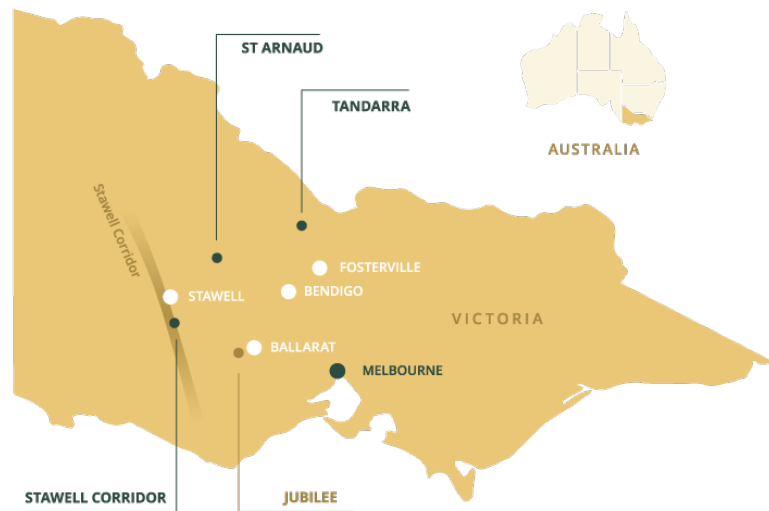 ST ARNAUD
TANDARRA
AUSTRALIA
Stawell Corridor
FOSTERVILLE
STAWELL
BENDIGO
VICTORIA
BALLARAT
MELBOURNE
STAWELL CORRIDOR
JUBILEE